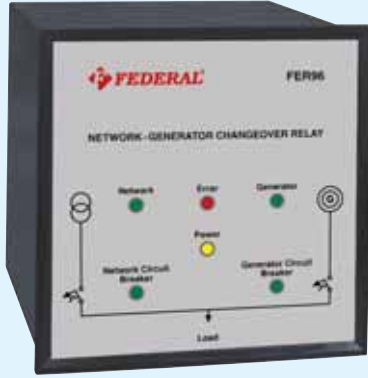 FEDERAL FER96
NETWORK-GENERATOR CHANGEOVER RELAY
Network Error Generator
Power
Network Circuit
Breaker
Generator Circuit
Breaker
Load